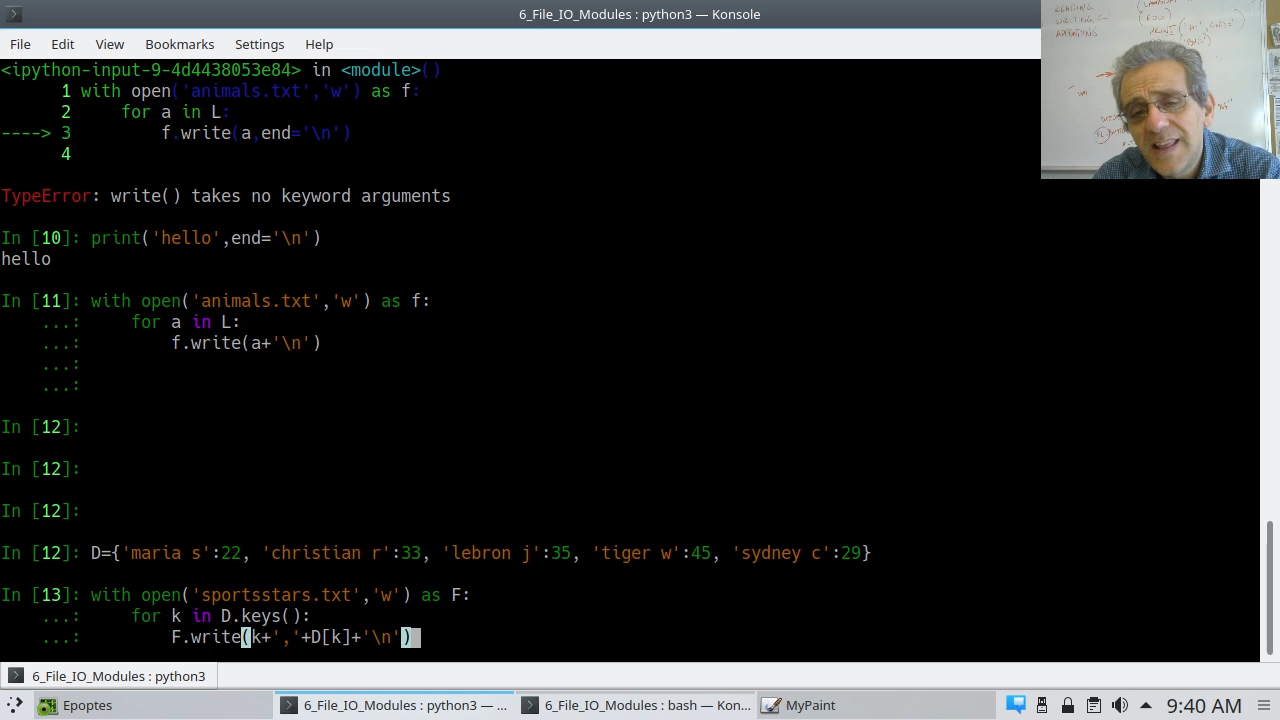 6_File_IO_Modules : python3 — Konsole
File Edit View Bookmarks Settings Help
<ipython-input-9-4d4438053e84> in <module>()
1 with open('animals.txt','w') as f:
2 for a in L:
----> 3 f.write(a,end='\n')
4
TypeError: write() takes no keyword arguments
In [10]: print('hello',end='\n')
hello
In [11]: with open('animals.txt','w') as f:
...: for a in L:
...: f.write(a+'\n')
...:
...:
In [12]:
In [12]:
In [12]:
In [12]: D={'maria s':22, 'christian r':33, 'lebron j':35, 'tiger w':45, 'sydney c':29}
In [13]: with open('sportsstars.txt','w') as F:
...: for k in D.keys():
...: F.write(k+','+D[k]+'\n')
READING
WRITING
APPENDING
6_File_IO_Modules : python3
Epoptes 6_File_IO_Modules : python3 — ... 6_File_IO_Modules : bash — Kon... MyPaint 9:40 AM